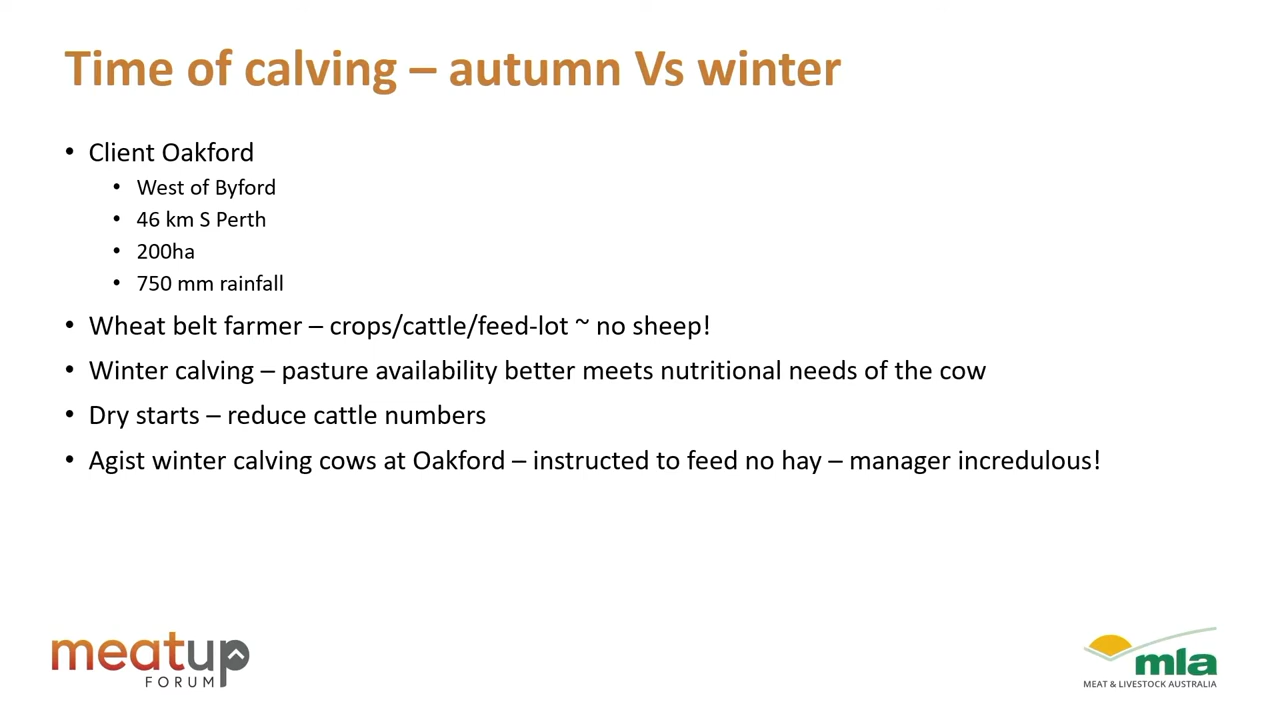 Time of calving – autumn Vs winter
• Client Oakford
• West of Byford
• 46 km S Perth
• 200ha
• 750 mm rainfall
• Wheat belt farmer – crops/cattle/feed-lot ~ no sheep!
• Winter calving – pasture availability better meets nutritional needs of the cow
• Dry starts – reduce cattle numbers
• Agist winter calving cows at Oakford – instructed to feed no hay – manager incredulous!
meatup
FORUM
mla
MEAT & LIVESTOCK AUSTRALIA